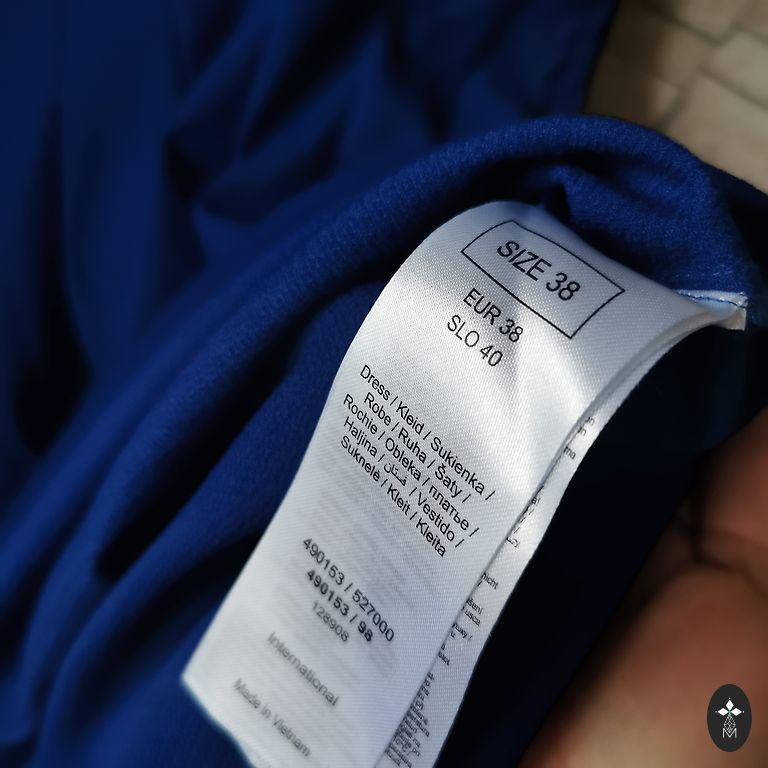 SIZE 38
EUR 38
SLO 40
Dress / Kleid / Sukienka /
Robe / Ruha / Šaty /
Rochie / Obleka / платье /
Haljina / فستان / Vestido /
Suknelė / Kleit / Kleita
490153 / 527000
490153 / 98
128908
International
Made in Vietnam
nicht
M